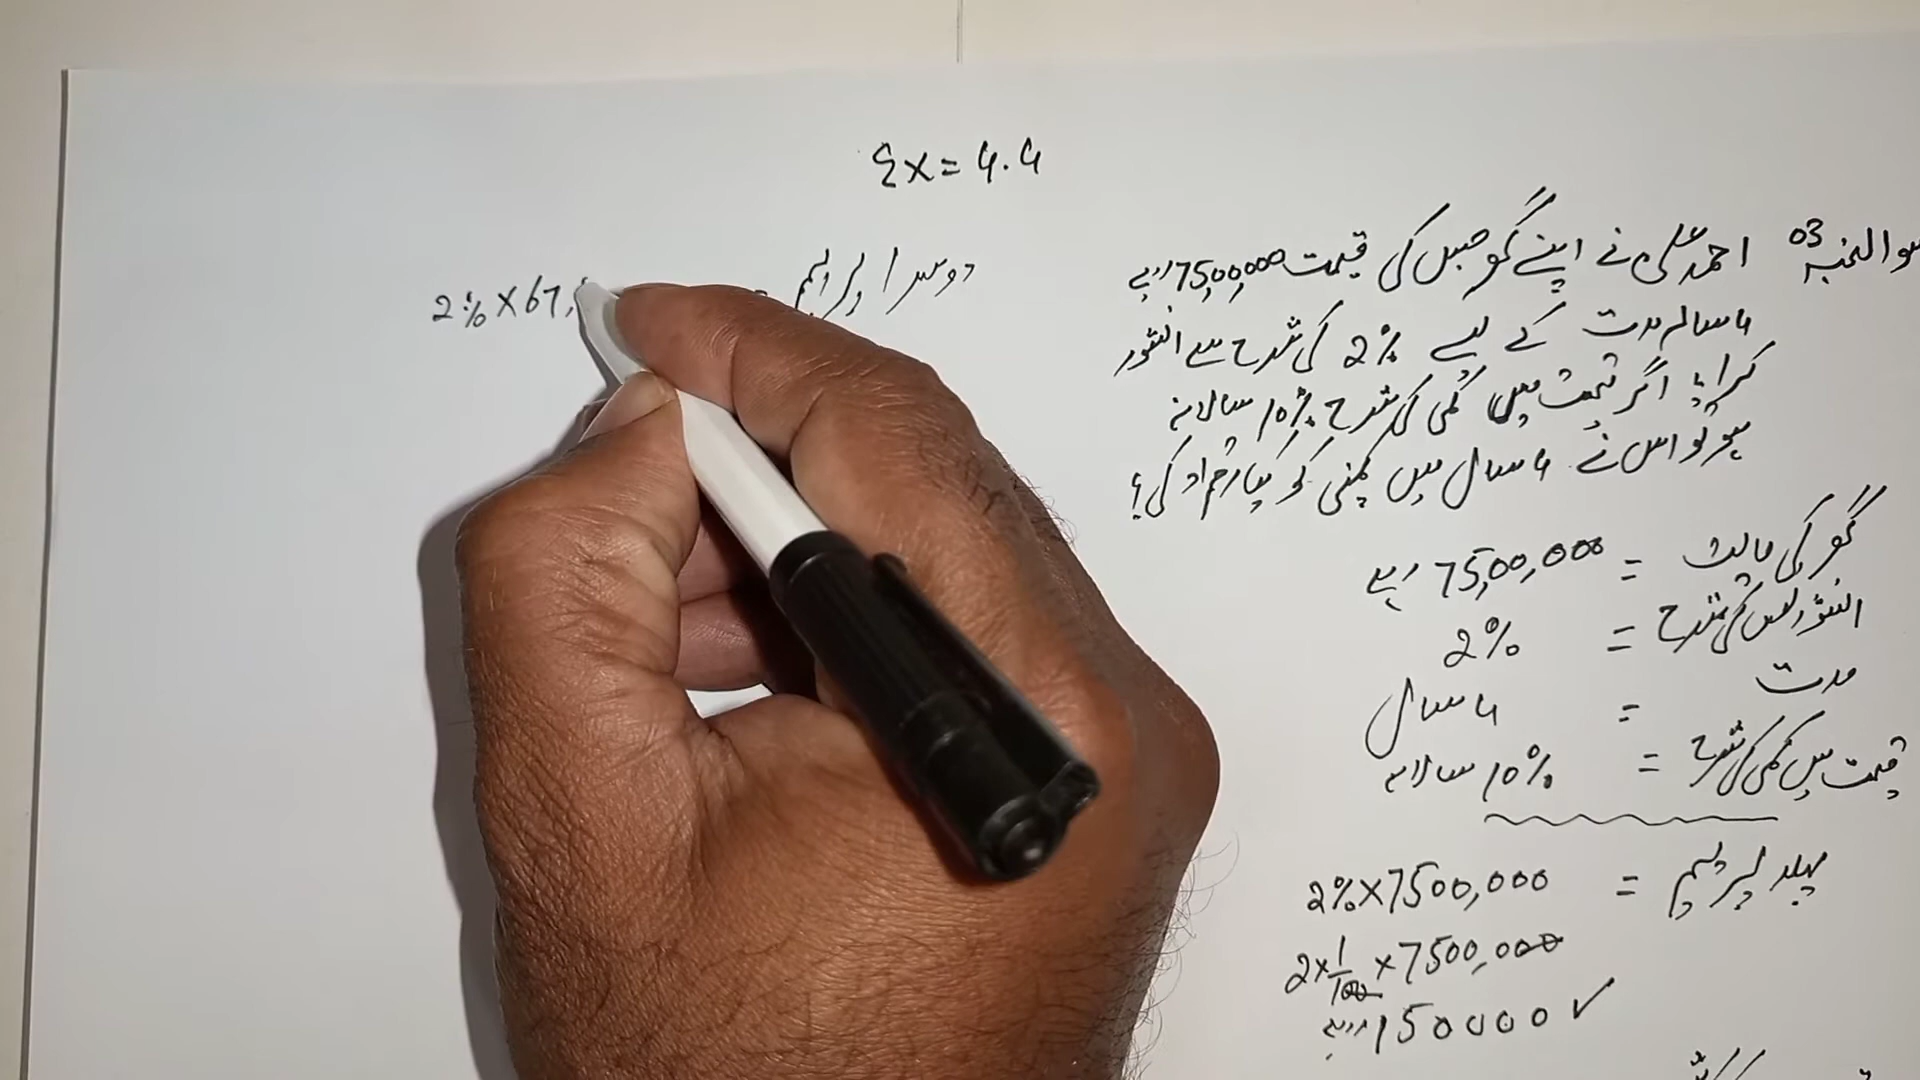 Ex = 4.4
سوال نمبر 03 احمد علی نے اپنے گھر جس کی قیمت 75,00,000 روپے
4 سالہ مدت کے لیے 2% کی شرح سے انشور
کرایا اگر قیمت میں کمی کی شرح 10% سالانہ
ہو تو اس نے 4 سال میں کمپنی کو کیا رقم ادا کی؟
گھر کی مالیت = 75,00,000 روپے
انشورنس کی شرح = 2%
مدت = 4 سال
قیمت میں کمی کی شرح = 10% سالانہ
پہلا پریمیم = 2% × 7500,000
2 × 1/100 × 7500,000
150000 روپے ✓
دوسرا پریمیم = 2% × 67,